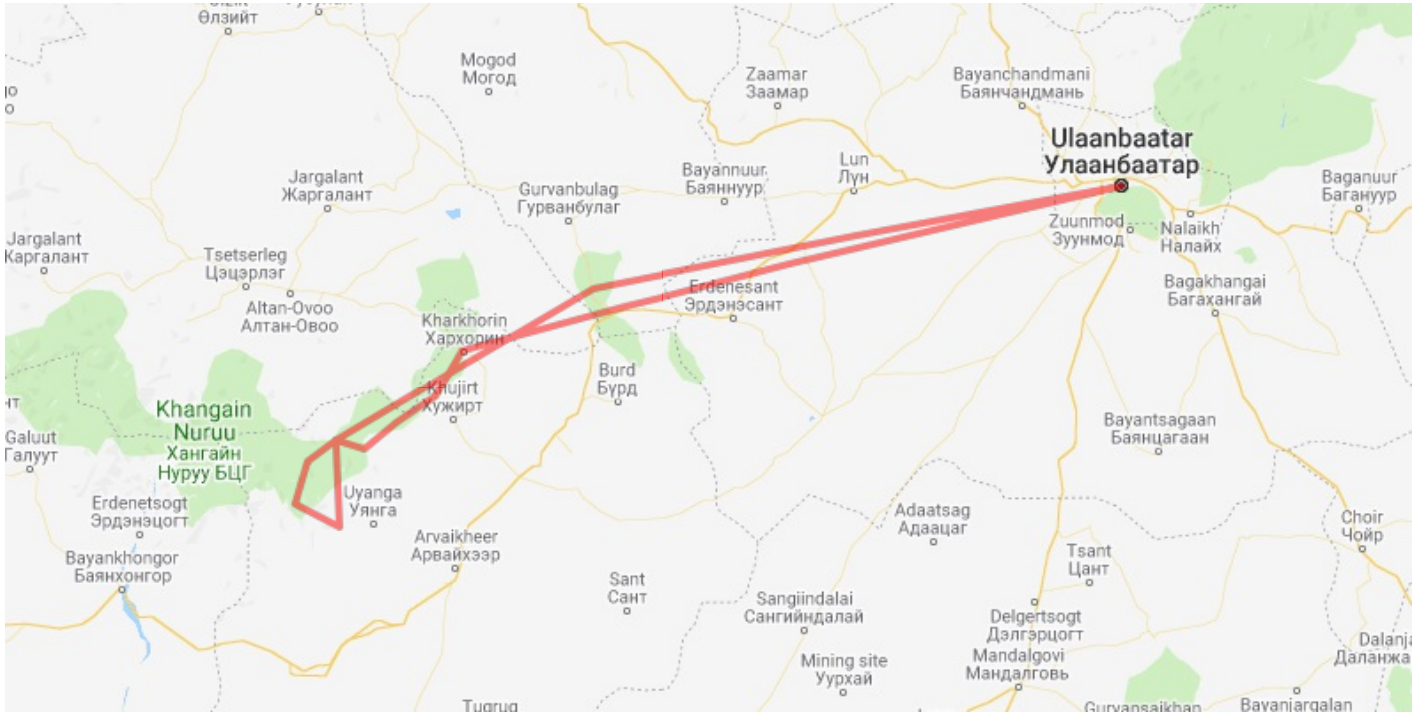 Өлзийт
Mogod
Могод
Zaamar
Заамар
Bayanchandmani
Баянчандмань
Ulaanbaatar
Улаанбаатар
Lun
Лун
Bayannuur
Баяннуур
Jargalant
Жаргалант
Gurvanbulag
Гурванбулаг
Baganuur
Багануур
Zuunmod
Зуунмод
Nalaikh
Налайх
Jargalant
Жаргалант
Tsetserleg
Цэцэрлэг
Altan-Ovoo
Алтан-Овоо
Erdenesant
Эрдэнэсант
Bagakhangai
Багахангай
Kharkhorin
Хархорин
Khujirt
Хужирт
Burd
Бүрд
Khangain
Nuruu
Хангайн
Нуруу БЦГ
Galuut
Галуут
Bayantsagaan
Баянцагаан
Uyanga
Уянга
Erdenetsogt
Эрдэнэцогт
Arvaikheer
Арвайхээр
Adaatsag
Адаацаг
Choir
Чойр
Bayankhongor
Баянхонгор
Tsant
Цант
Sant
Сант
Sangiindalai
Сангийндалай
Delgertsogt
Дэлгэрцогт
Mining site
Уурхай
Mandalgovi
Мандалговь
Tugrug
Gurvansaikhan
Bayanjargalan